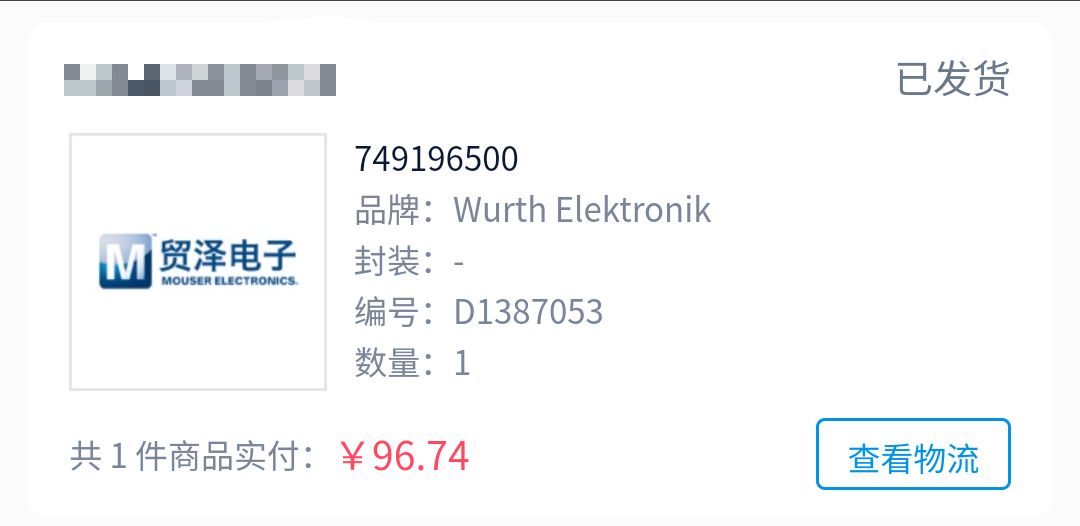 已发货
749196500
品牌：Wurth Elektronik
贸泽电子
MOUSER ELECTRONICS
封装：-
编号：D1387053
数量：1
共 1 件商品实付：￥96.74
查看物流